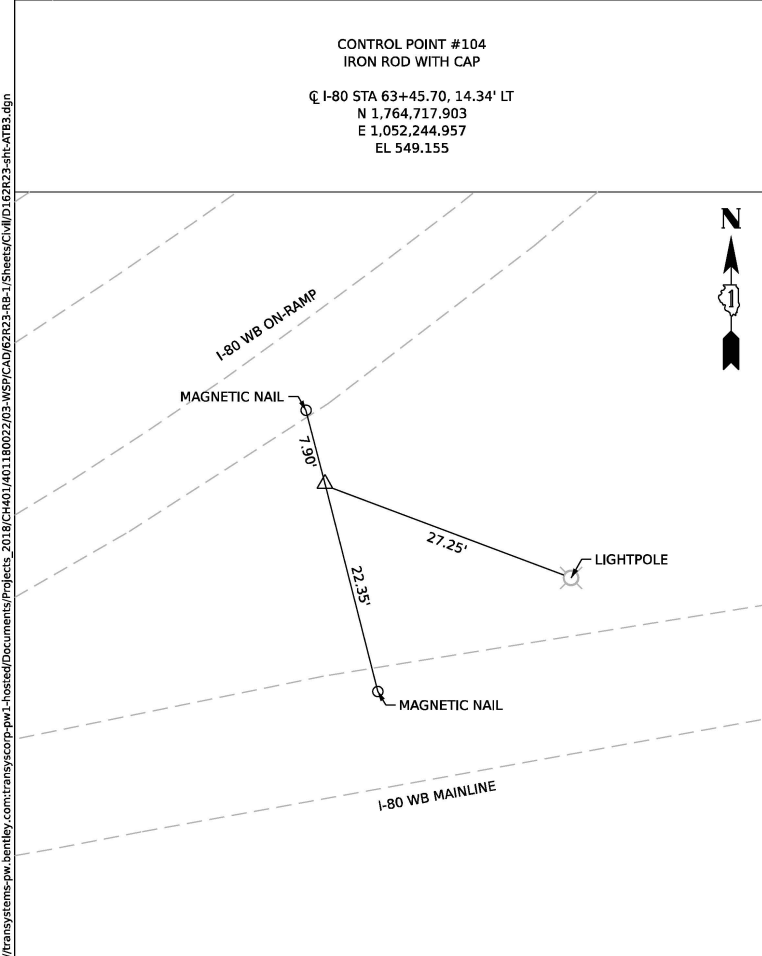 CONTROL POINT #104
IRON ROD WITH CAP
℄ I-80 STA 63+45.70, 14.34' LT
N 1,764,717.903
E 1,052,244.957
EL 549.155
N
1
I-80 WB ON-RAMP
MAGNETIC NAIL
7.90'
27.25'
LIGHTPOLE
22.35'
MAGNETIC NAIL
I-80 WB MAINLINE
//transystems-pw.bentley.com:transyscorp-pw1-hosted/Documents/Projects_2018/CH401/401180022/03-WSP/CAD/62R23-RB-1/Sheets/Civil/D162R23-sht-ATB3.dgn